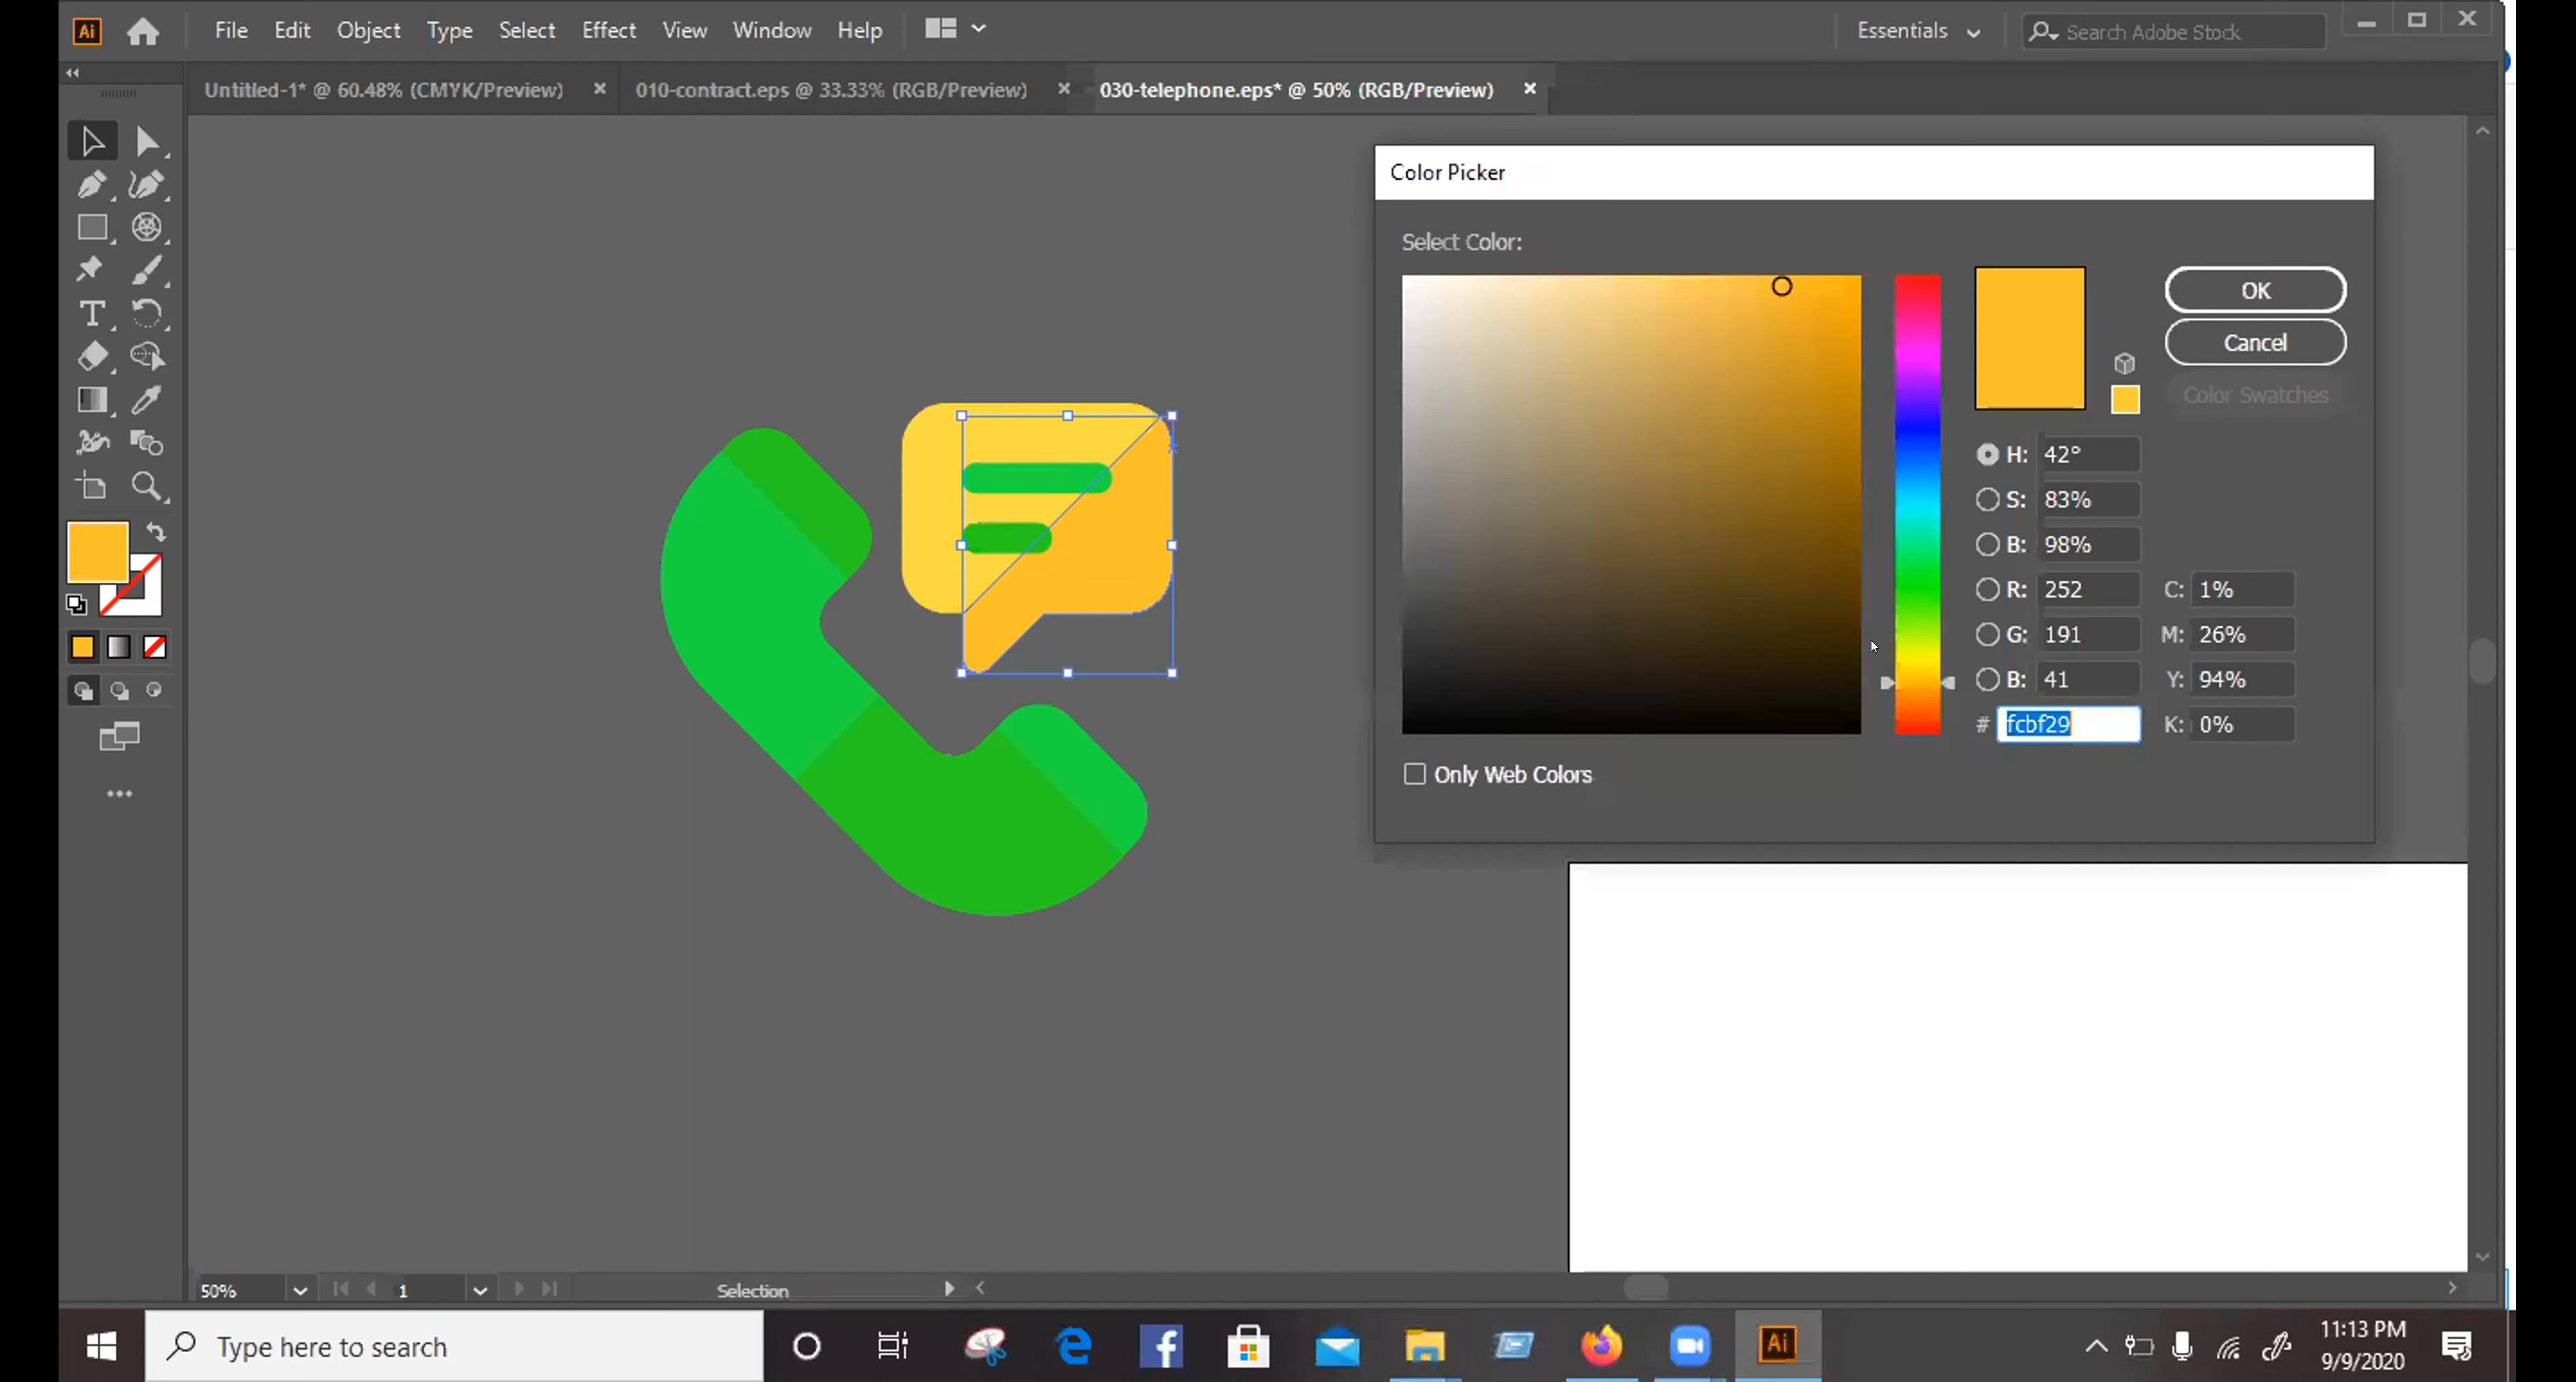 Ai File Edit Object Type Select Effect View Window Help Essentials Search Adobe Stock
Untitled-1* @ 60.48% (CMYK/Preview) 010-contract.eps @ 33.33% (RGB/Preview) 030-telephone.eps* @ 50% (RGB/Preview)
Color Picker
Select Color:
OK
Cancel
Color Swatches
H: 42°
S: 83%
B: 98%
R: 252 C: 1%
G: 191 M: 26%
B: 41 Y: 94%
# fcbf29 K: 0%
Only Web Colors
50% 1 Selection
Type here to search
Ai
11:13 PM
9/9/2020